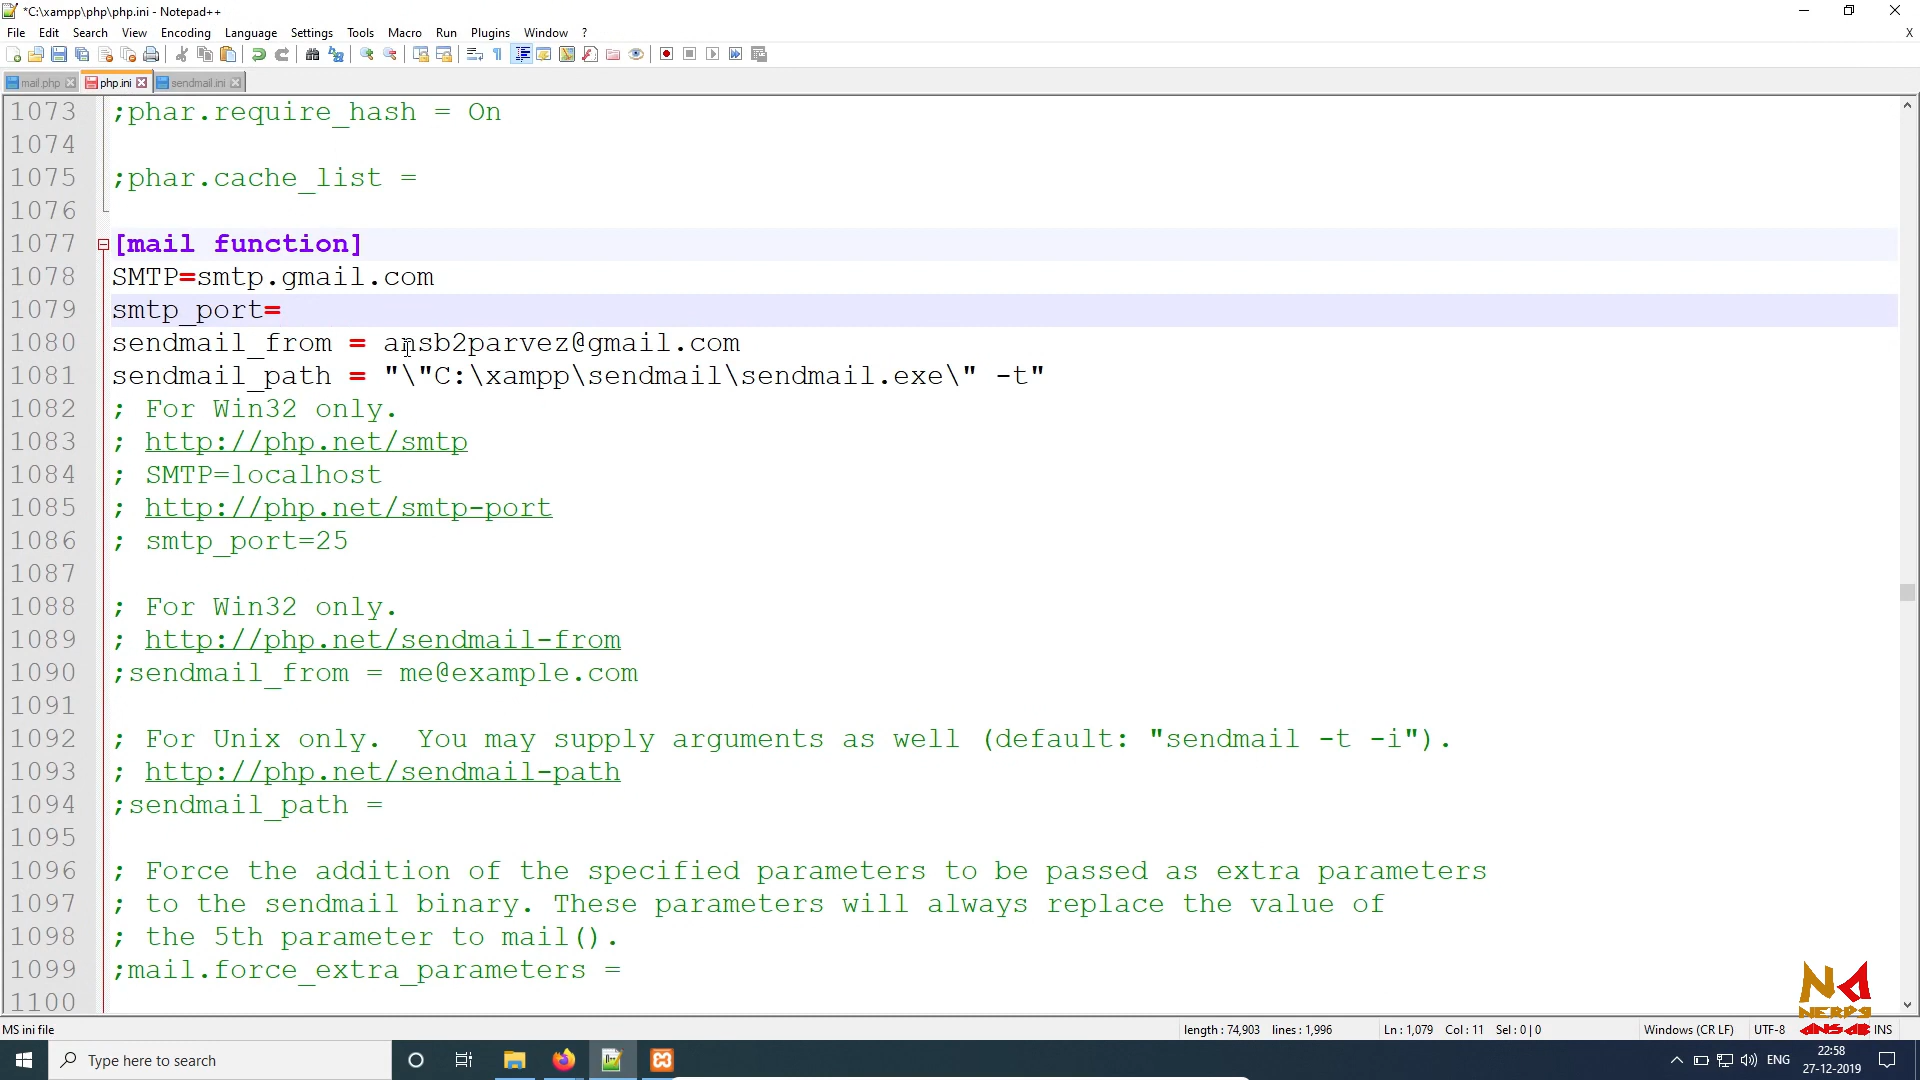 *C:\xampp\php\php.ini - Notepad++
File Edit Search View Encoding Language Settings Tools Macro Run Plugins Window ? X
mail.php php.ini sendmail.ini
1073 ;phar.require_hash = On
1074
1075 ;phar.cache_list =
1076
1077 [mail function]
1078 SMTP=smtp.gmail.com
1079 smtp_port=
1080 sendmail_from = ansb2parvez@gmail.com
1081 sendmail_path = "\"C:\xampp\sendmail\sendmail.exe\" -t"
1082 ; For Win32 only.
1083 ; http://php.net/smtp
1084 ; SMTP=localhost
1085 ; http://php.net/smtp-port
1086 ; smtp_port=25
1087
1088 ; For Win32 only.
1089 ; http://php.net/sendmail-from
1090 ;sendmail_from = me@example.com
1091
1092 ; For Unix only.  You may supply arguments as well (default: "sendmail -t -i").
1093 ; http://php.net/sendmail-path
1094 ;sendmail_path =
1095
1096 ; Force the addition of the specified parameters to be passed as extra parameters
1097 ; to the sendmail binary. These parameters will always replace the value of
1098 ; the 5th parameter to mail().
1099 ;mail.force_extra_parameters =
1100
NA
NERPS
ANSAB
MS ini file length : 74,903 lines : 1,996 Ln : 1,079 Col : 11 Sel : 0 | 0 Windows (CR LF) UTF-8 INS
Type here to search ENG 22:58
27-12-2019